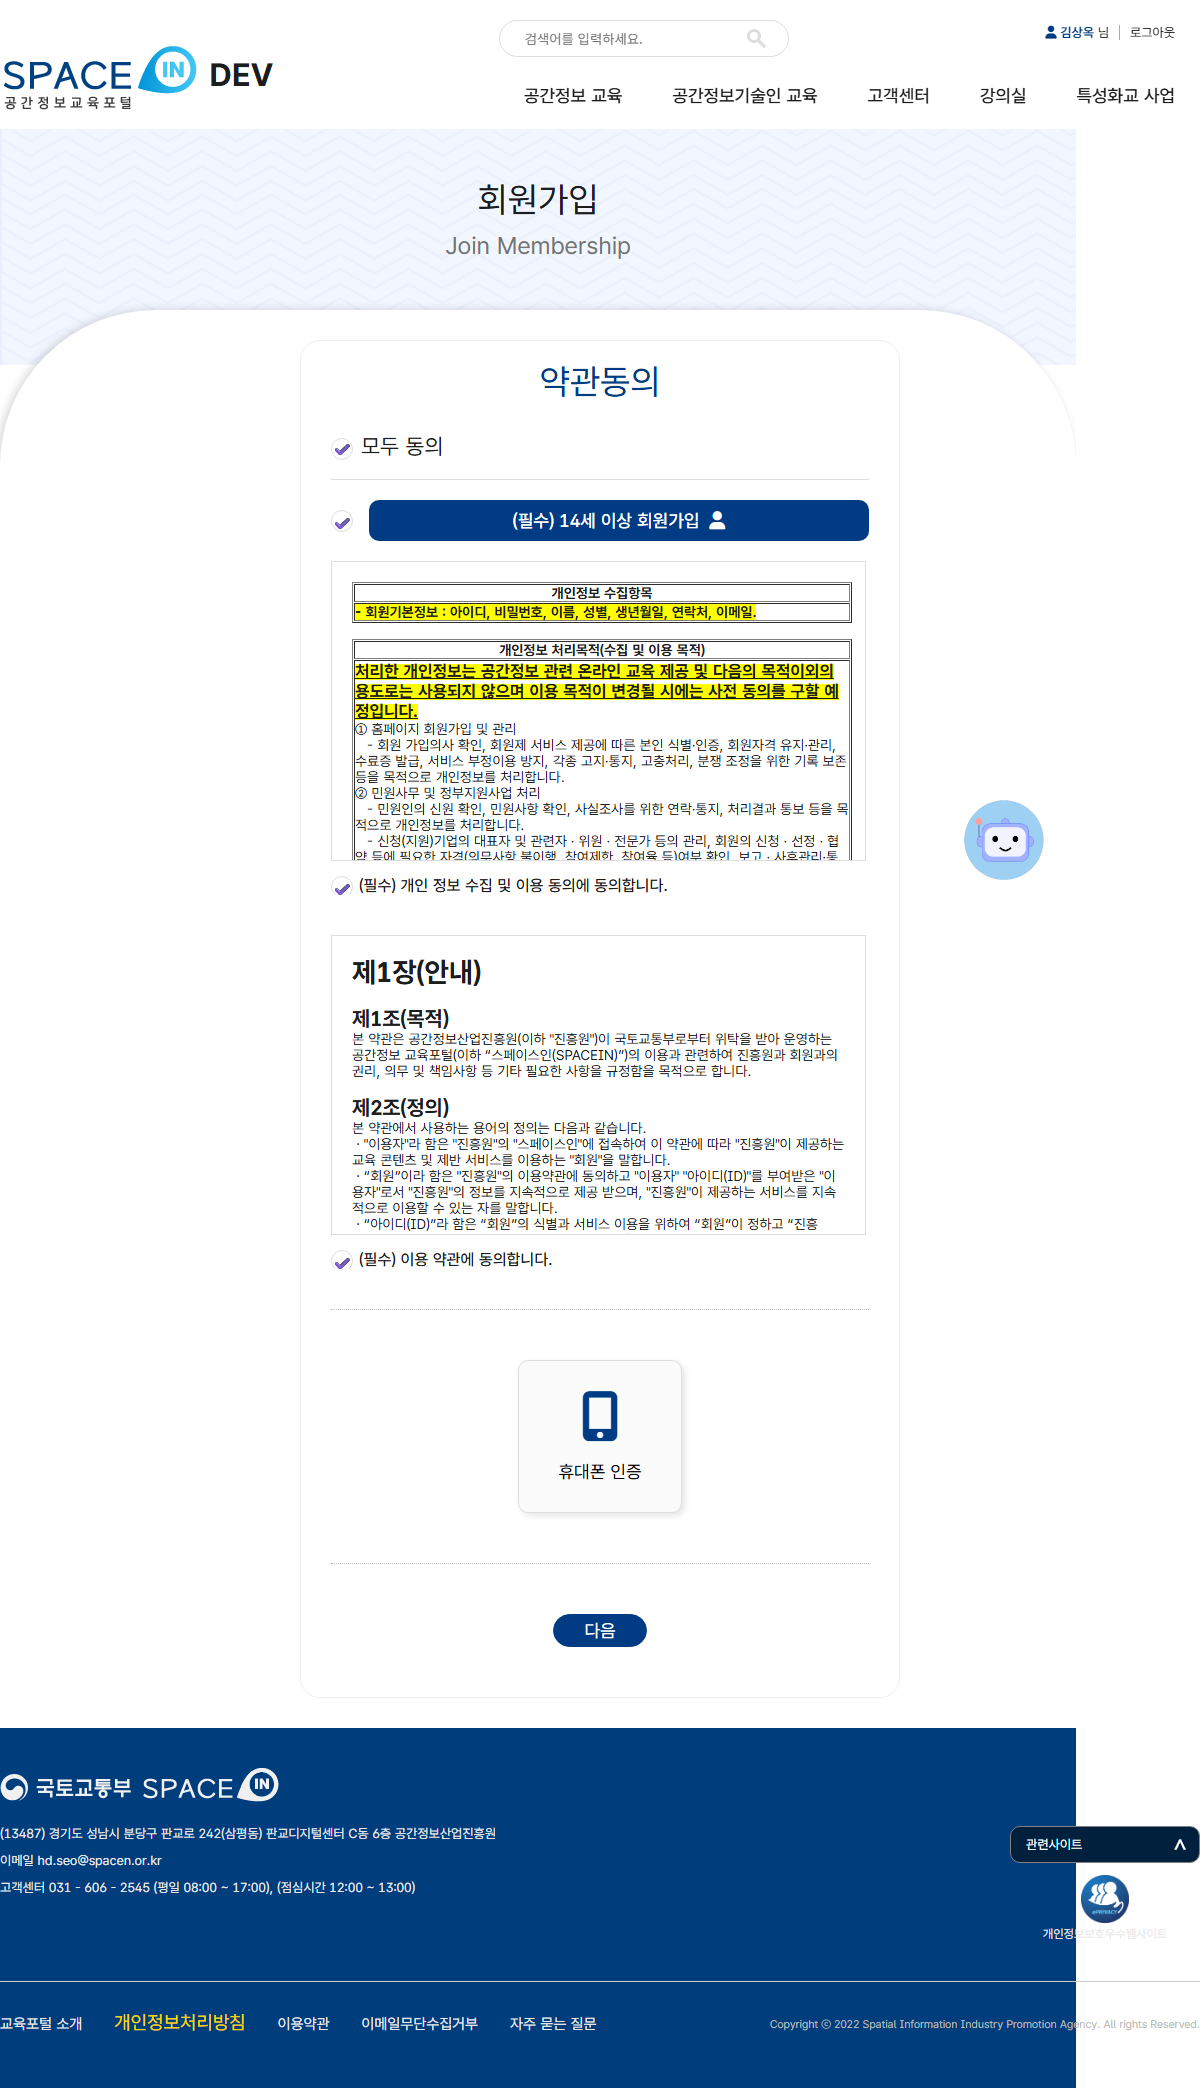 검색어를 입력하세요.
김상옥 님
로그아웃
SPACE IN DEV
공간정보교육포털
공간정보 교육
공간정보기술인 교육
고객센터
강의실
특성화교 사업
회원가입
Join Membership
약관동의
모두 동의
(필수) 14세 이상 회원가입
개인정보 수집항목
- 회원기본정보 : 아이디, 비밀번호, 이름, 성별, 생년월일, 연락처, 이메일.
개인정보 처리목적(수집 및 이용 목적)
처리한 개인정보는 공간정보 관련 온라인 교육 제공 및 다음의 목적이외의
용도로는 사용되지 않으며 이용 목적이 변경될 시에는 사전 동의를 구할 예
정입니다.
① 홈페이지 회원가입 및 관리
- 회원 가입의사 확인, 회원제 서비스 제공에 따른 본인 식별·인증, 회원자격 유지·관리,
수료증 발급, 서비스 부정이용 방지, 각종 고지·통지, 고충처리, 분쟁 조정을 위한 기록 보존
등을 목적으로 개인정보를 처리합니다.
② 민원사무 및 정부지원사업 처리
- 민원인의 신원 확인, 민원사항 확인, 사실조사를 위한 연락·통지, 처리결과 통보 등을 목
적으로 개인정보를 처리합니다.
- 신청(지원)기업의 대표자 및 관련자 · 위원 · 전문가 등의 관리, 회원의 신청 · 선정 · 협
약 등에 필요한 자격(의무사항 불이행, 참여제한, 참여율 등)여부 확인, 보고 · 사후관리·통
(필수) 개인 정보 수집 및 이용 동의에 동의합니다.
제1장(안내)
제1조(목적)
본 약관은 공간정보산업진흥원(이하 "진흥원")이 국토교통부로부터 위탁을 받아 운영하는
공간정보 교육포털(이하 “스페이스인(SPACEIN)”)의 이용과 관련하여 진흥원과 회원과의
권리, 의무 및 책임사항 등 기타 필요한 사항을 규정함을 목적으로 합니다.
제2조(정의)
본 약관에서 사용하는 용어의 정의는 다음과 같습니다.
· "이용자"라 함은 "진흥원"의 "스페이스인"에 접속하여 이 약관에 따라 "진흥원"이 제공하는
교육 콘텐츠 및 제반 서비스를 이용하는 "회원"을 말합니다.
· “회원”이라 함은 "진흥원"의 이용약관에 동의하고 "이용자" "아이디(ID)"를 부여받은 "이
용자"로서 "진흥원"의 정보를 지속적으로 제공 받으며, "진흥원"이 제공하는 서비스를 지속
적으로 이용할 수 있는 자를 말합니다.
· “아이디(ID)”라 함은 “회원”의 식별과 서비스 이용을 위하여 “회원”이 정하고 “진흥
(필수) 이용 약관에 동의합니다.
휴대폰 인증
다음
국토교통부 SPACE IN
(13487) 경기도 성남시 분당구 판교로 242(삼평동) 판교디지털센터 C동 6층 공간정보산업진흥원
이메일 hd.seo@spacen.or.kr
고객센터 031 - 606 - 2545 (평일 08:00 ~ 17:00), (점심시간 12:00 ~ 13:00)
관련사이트
ePRIVACY
개인정보보호우수웹사이트
교육포털 소개
개인정보처리방침
이용약관
이메일무단수집거부
자주 묻는 질문
Copyright ⓒ 2022 Spatial Information Industry Promotion Agency. All rights Reserved.